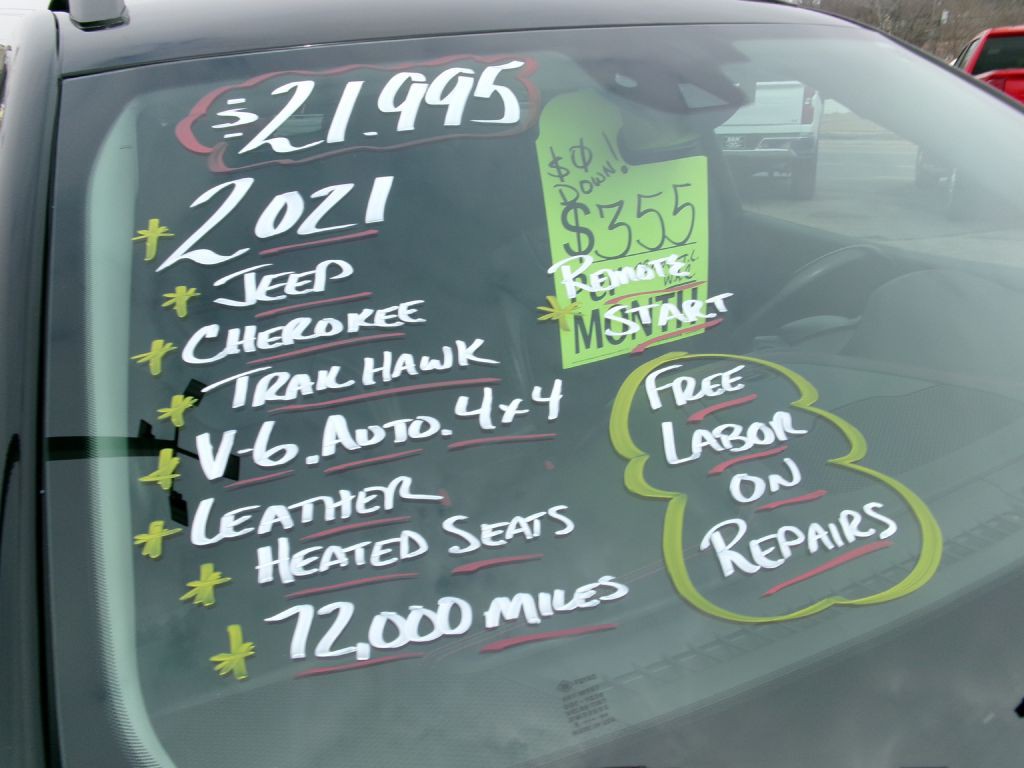 $21.995
2021
JEEP
CHEROKEE
TRAIL HAWK
V-6. AUTO. 4x4
LEATHER
HEATED SEATS
72,000 MILES
$0
DOWN!
$355
REMOTE
START
MONTH
FREE
LABOR
ON
REPAIRS